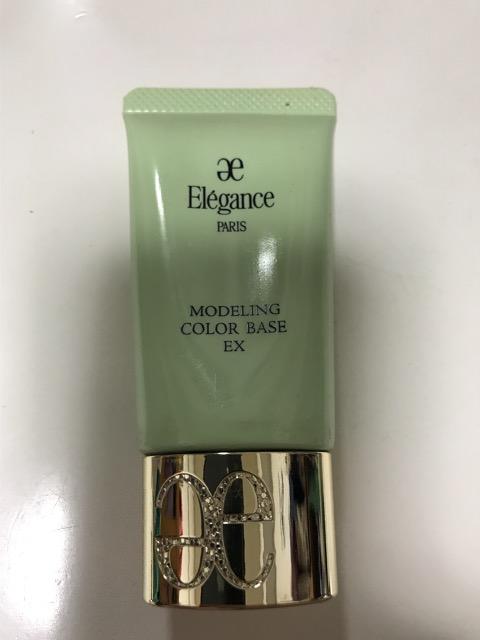 æ
Elégance
PARIS
MODELING
COLOR BASE
EX
æ